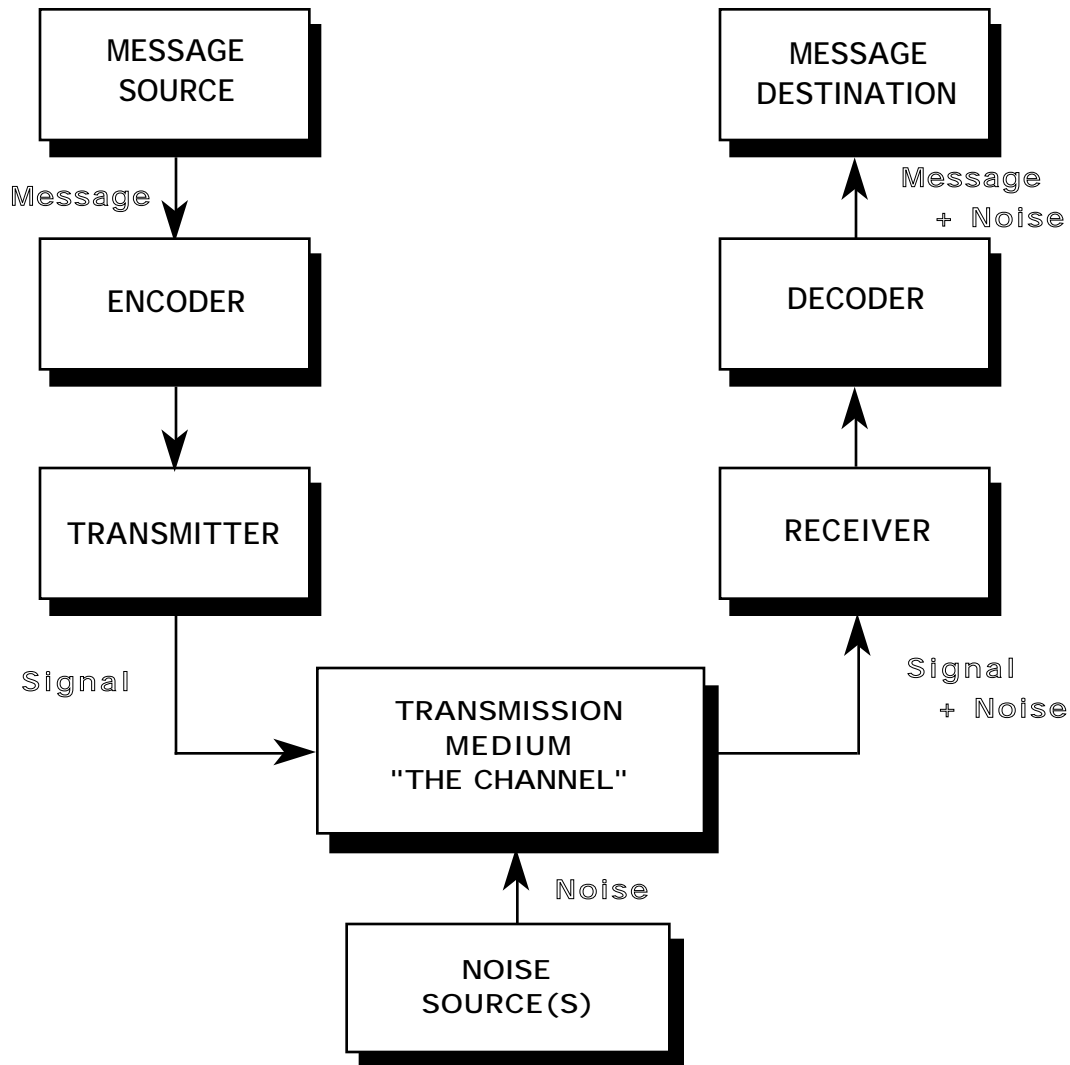 MESSAGE
SOURCE
Message
ENCODER
TRANSMITTER
Signal
TRANSMISSION
MEDIUM
"THE CHANNEL"
Noise
NOISE
SOURCE(S)
Signal
+ Noise
RECEIVER
DECODER
Message
+ Noise
MESSAGE
DESTINATION